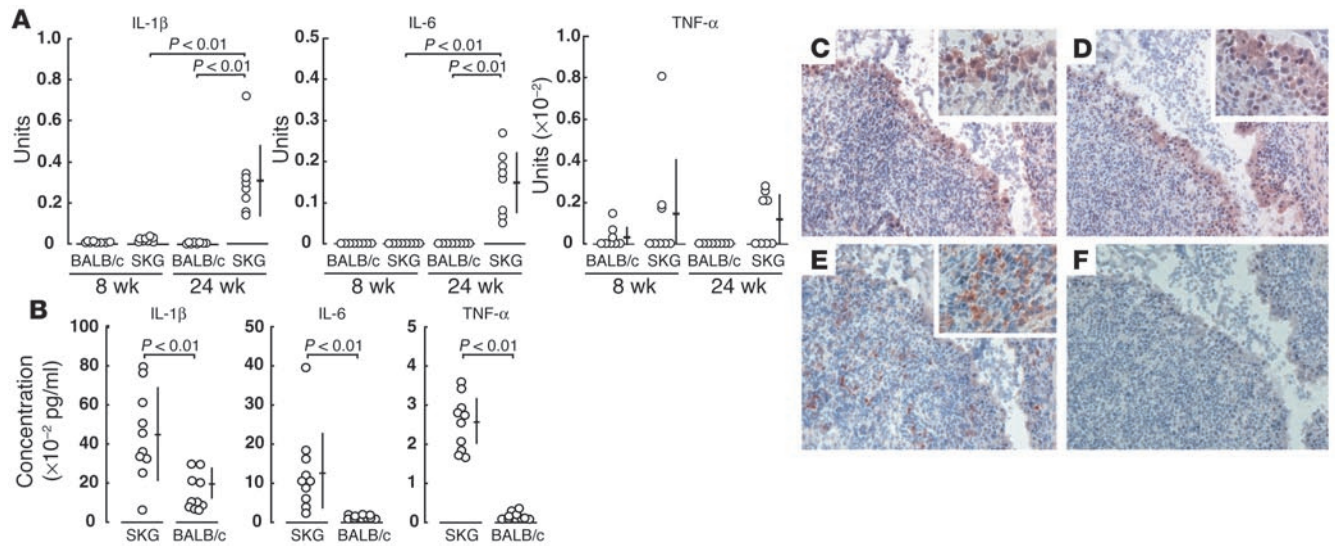 A
IL-1β
IL-6
TNF-α
Units
1.0
0.8
0.6
0.4
0.2
0
P < 0.01
P < 0.01
BALB/c SKG BALB/c SKG
8 wk 24 wk
Units
0.5
0.4
0.3
0.2
0.1
0
P < 0.01
P < 0.01
BALB/c SKG BALB/c SKG
8 wk 24 wk
Units (×10⁻²)
1.0
0.8
0.6
0.4
0.2
0
BALB/c SKG BALB/c SKG
8 wk 24 wk
B
IL-1β
IL-6
TNF-α
Concentration
(×10⁻² pg/ml)
100
80
60
40
20
0
P < 0.01
SKG BALB/c
50
40
30
20
10
0
P < 0.01
SKG BALB/c
5
4
3
2
1
0
P < 0.01
SKG BALB/c
C
D
E
F